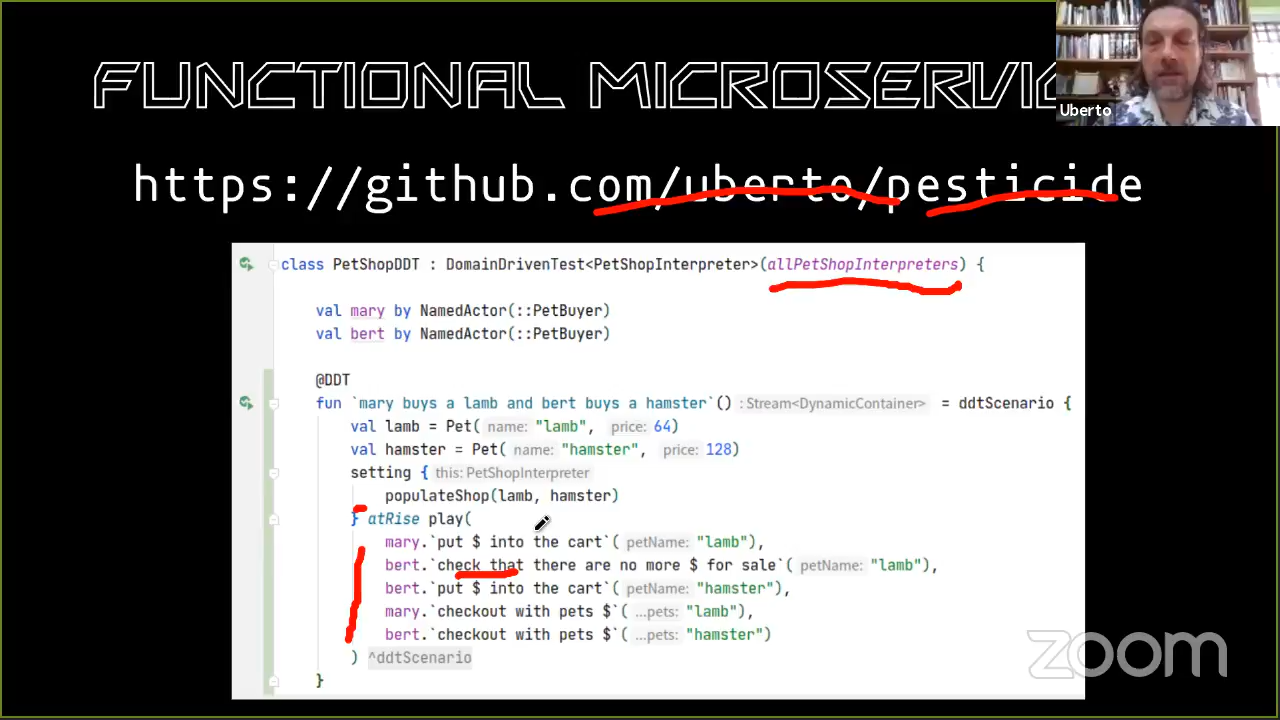 FUNCTIONAL MICROSERVIC
Uberto
https://github.com/uberto/pesticide
class PetShopDDT : DomainDrivenTest<PetShopInterpreter>(allPetShopInterpreters) {
val mary by NamedActor(::PetBuyer)
val bert by NamedActor(::PetBuyer)
@DDT
fun `mary buys a lamb and bert buys a hamster`() : Stream<DynamicContainer> = ddtScenario {
val lamb = Pet( name: "lamb", price: 64)
val hamster = Pet( name: "hamster", price: 128)
setting { this: PetShopInterpreter
populateShop(lamb, hamster)
} atRise play(
mary.`put $ into the cart`( petName: "lamb"),
bert.`check that there are no more $ for sale`( petName: "lamb"),
bert.`put $ into the cart`( petName: "hamster"),
mary.`checkout with pets $`( ...pets: "lamb"),
bert.`checkout with pets $`( ...pets: "hamster")
) ^ddtScenario
}
zoom